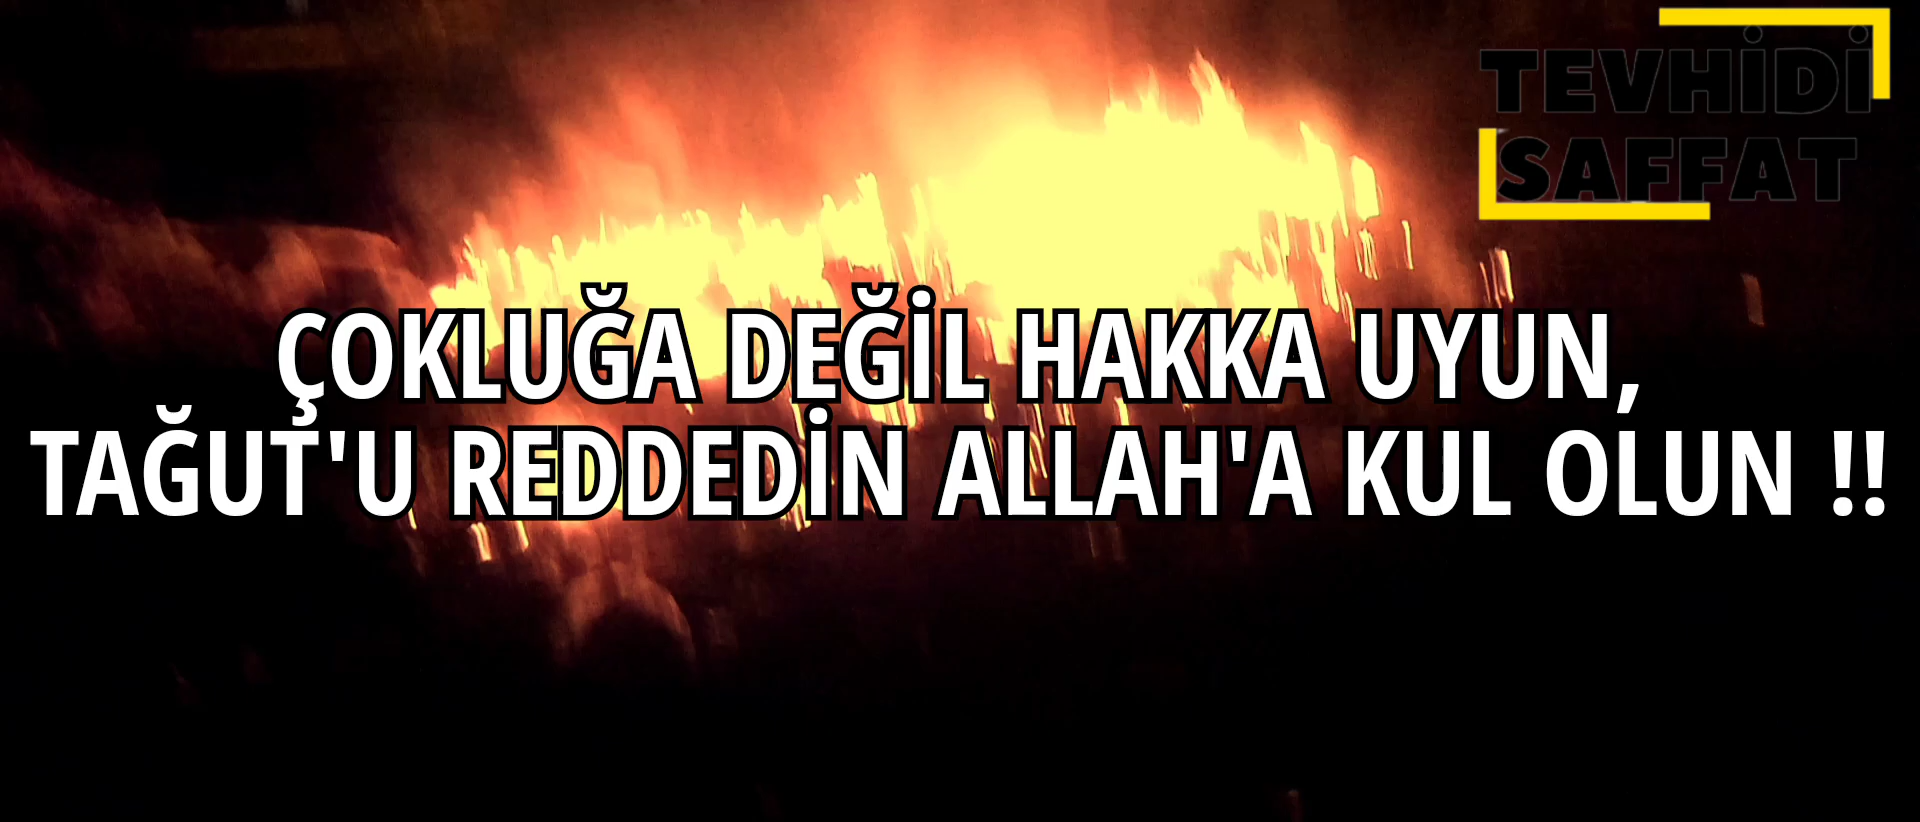 TEVHİDİ
SAFFAT
ÇOKLUĞA DEĞİL HAKKA UYUN,
TAĞUT'U REDDEDİN ALLAH'A KUL OLUN !!